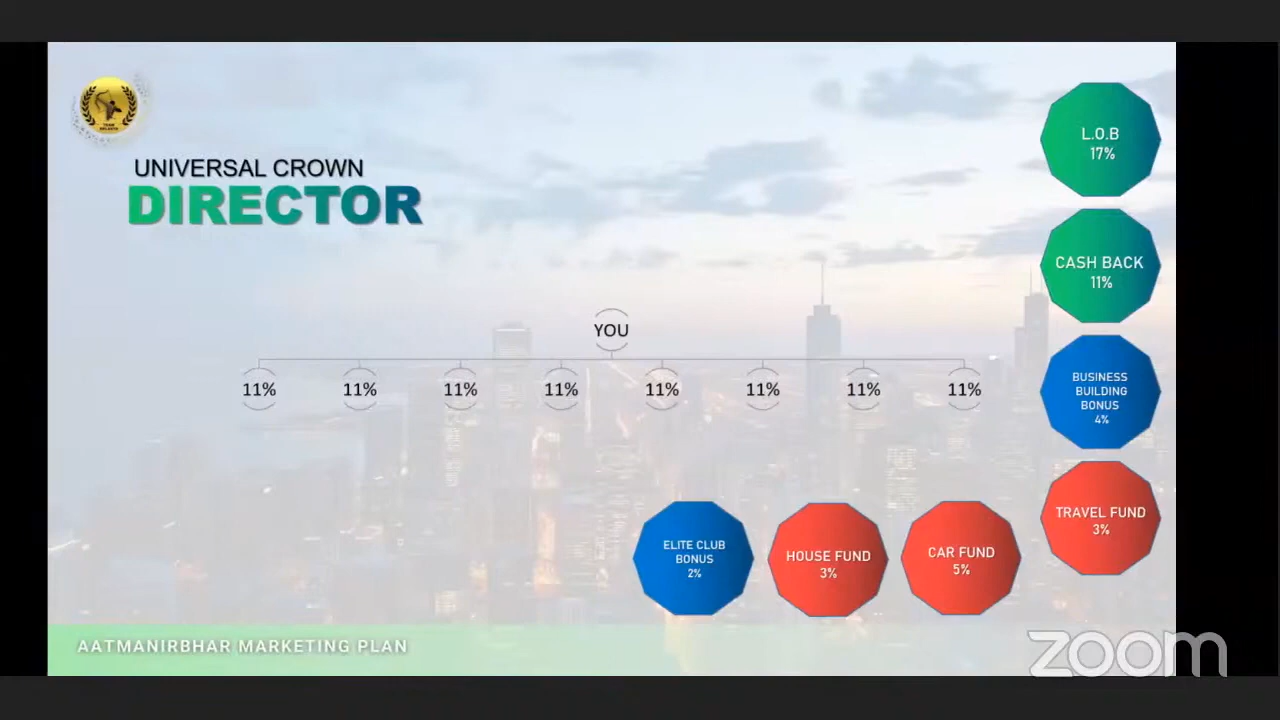 UNIVERSAL CROWN
DIRECTOR
YOU
11% 11% 11% 11% 11% 11% 11% 11%
L.O.B
17%
CASH BACK
11%
BUSINESS
BUILDING
BONUS
4%
TRAVEL FUND
3%
ELITE CLUB
BONUS
2%
HOUSE FUND
3%
CAR FUND
5%
AATMANIRBHAR MARKETING PLAN
zoom